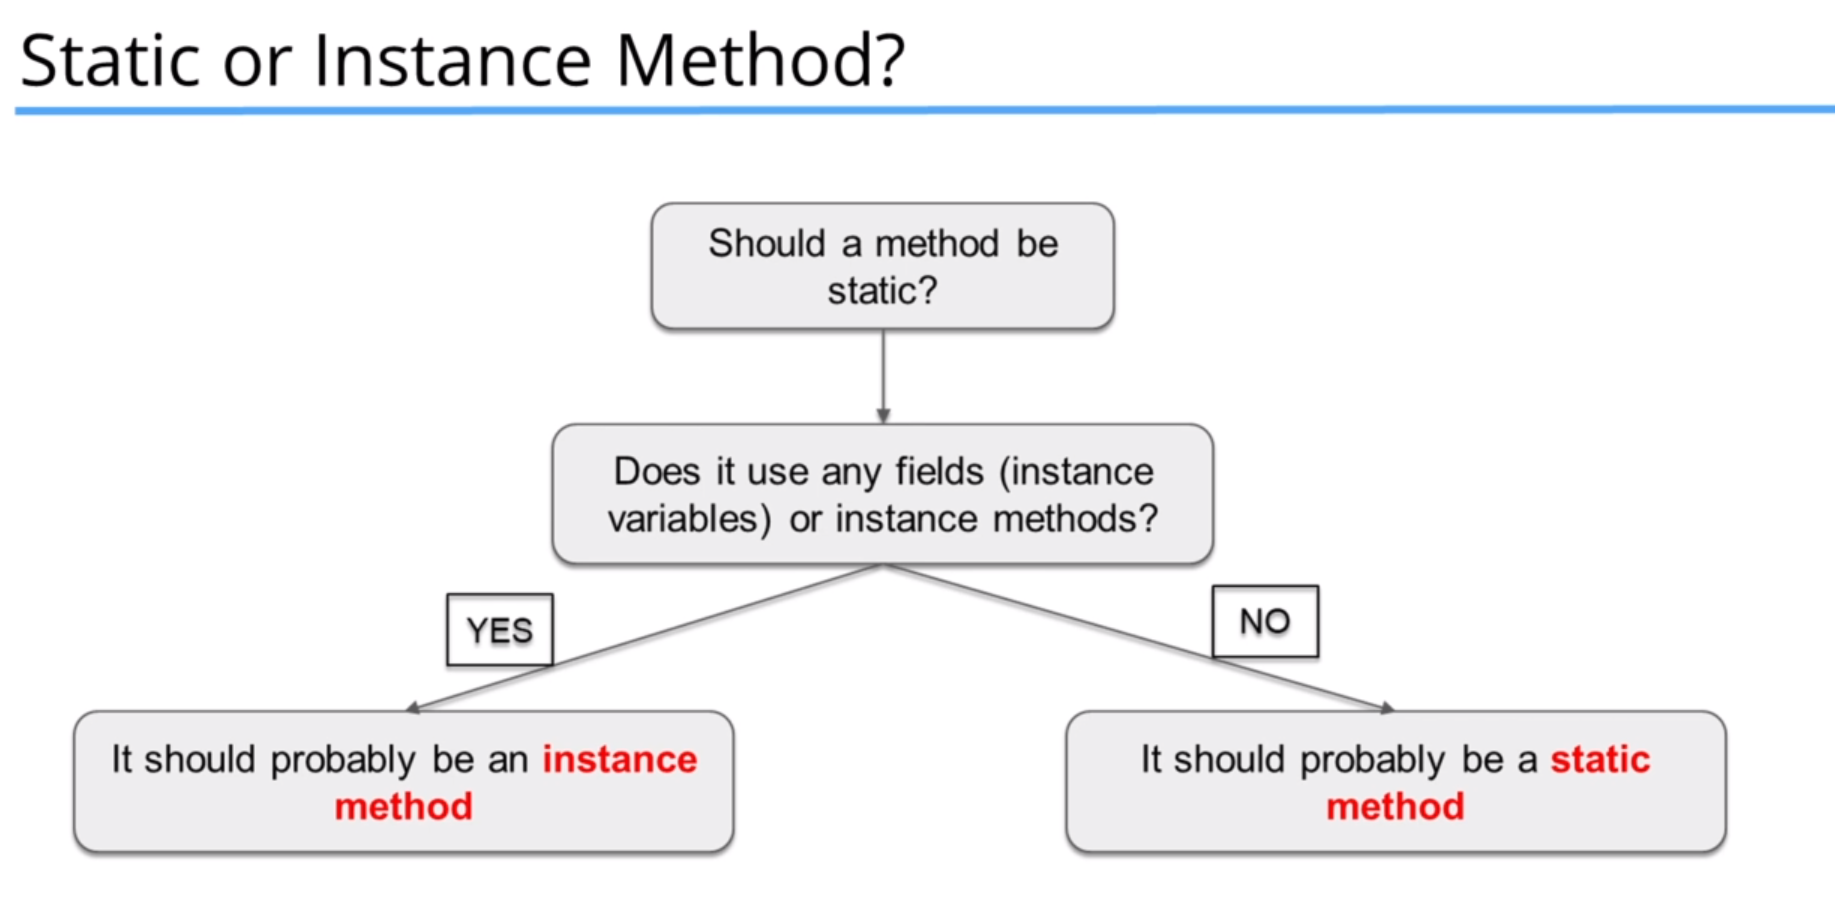 Static or Instance Method?
Should a method be
static?
Does it use any fields (instance
variables) or instance methods?
YES
NO
It should probably be an instance
method
It should probably be a static
method